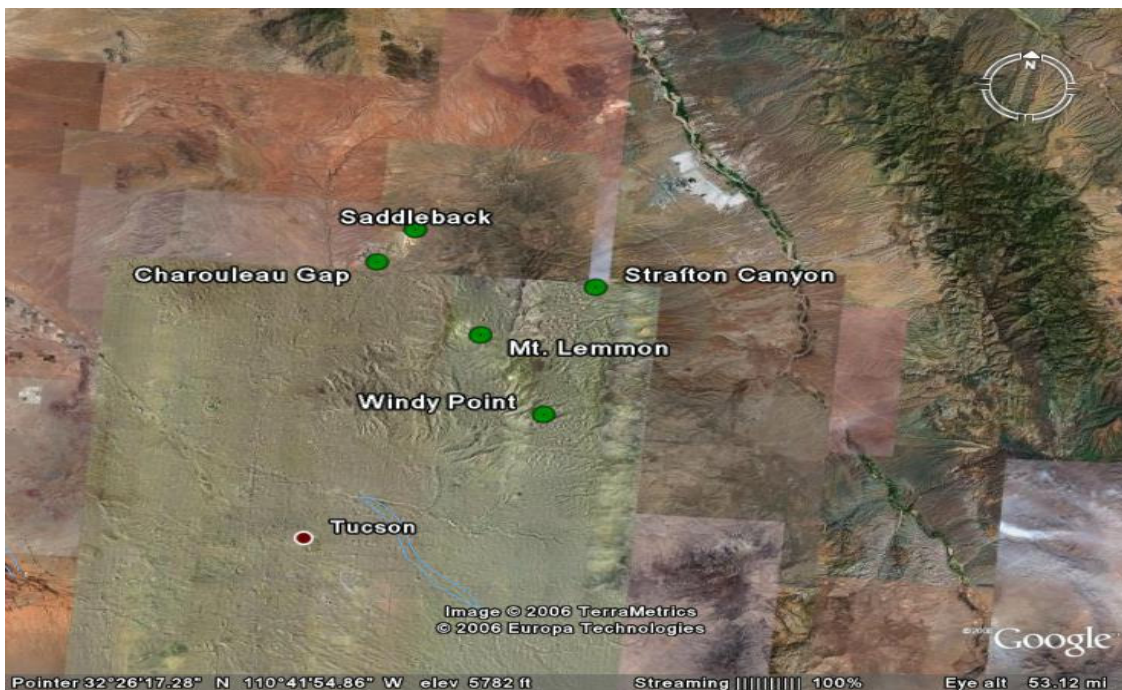 N
Saddleback
Charouleau Gap
Stratton Canyon
Mt. Lemmon
Windy Point
Tucson
Image © 2006 TerraMetrics
© 2006 Europa Technologies
Google
Pointer 32°26'17.28" N 110°41'54.86" W elev 5782 ft Streaming |||||||||| 100% Eye alt 53.12 mi